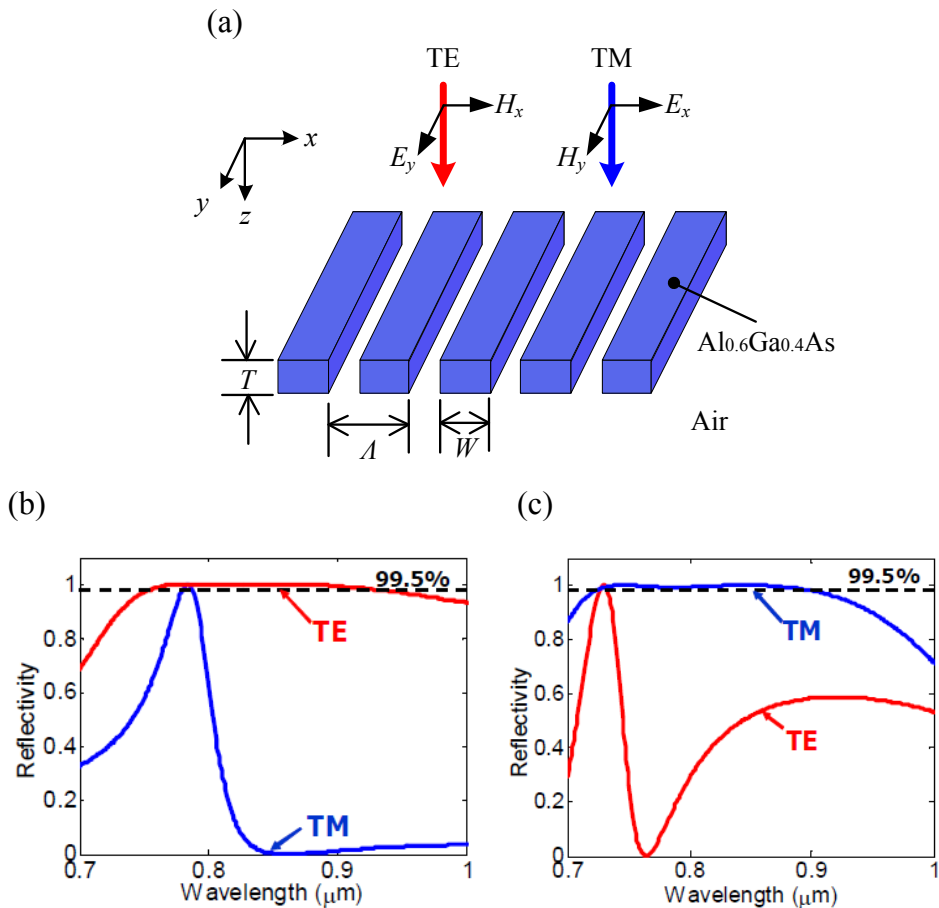 (a)
TE
TM
Hx
Ex
Ey
Hy
x
y
z
T
Λ
W
Al0.6Ga0.4As
Air
(b)
(c)
99.5%
TE
TM
Reflectivity
1
0.8
0.6
0.4
0.2
0
0.7
0.8
0.9
1
Wavelength (μm)
99.5%
TM
TE
Reflectivity
1
0.8
0.6
0.4
0.2
0
0.7
0.8
0.9
1
Wavelength (μm)